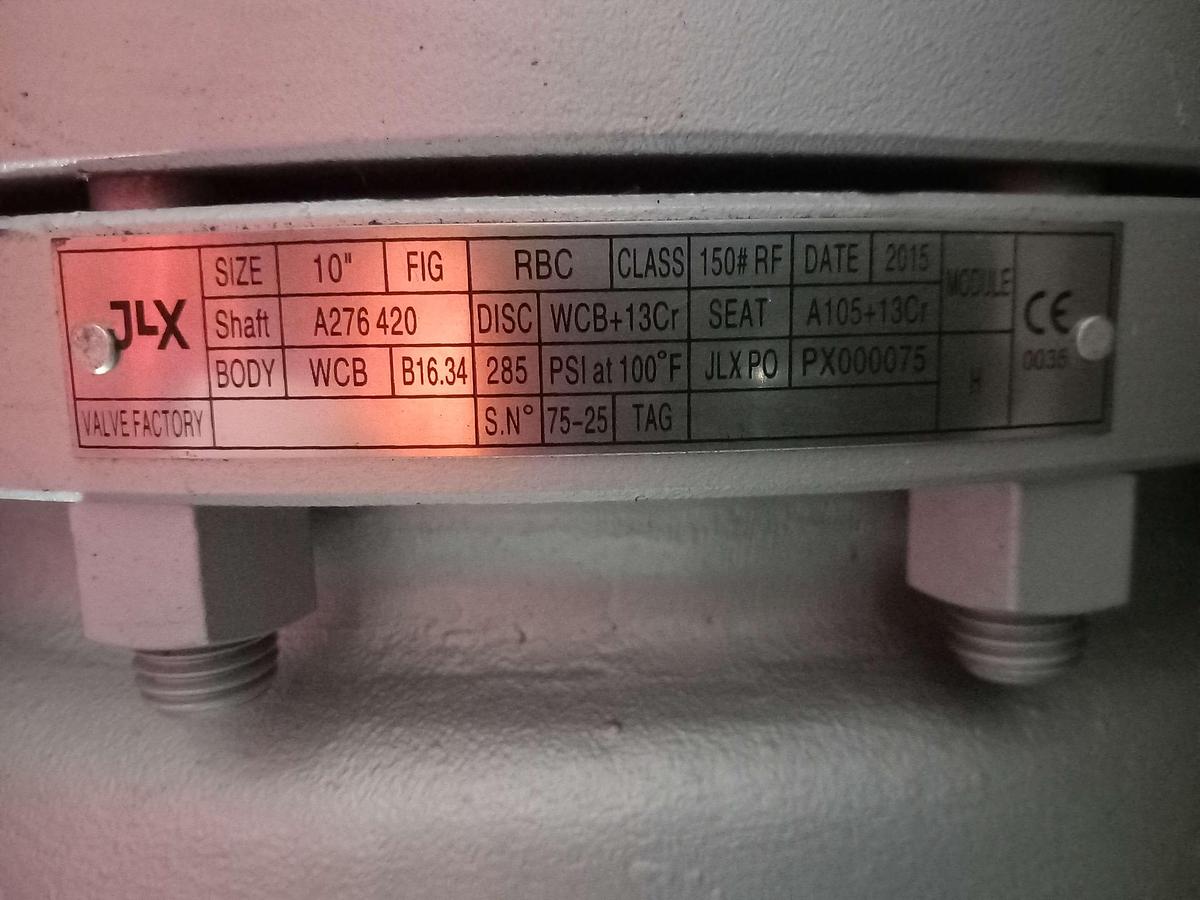 JLX SIZE 10" FIG RBC CLASS 150# RF DATE 2015 MODULE CE
Shaft A276 420 DISC WCB+13Cr SEAT A105+13Cr
BODY WCB B16.34 285 PSI at 100°F JLX PO PX000075 H 0036
VALVE FACTORY S.N° 75-25 TAG